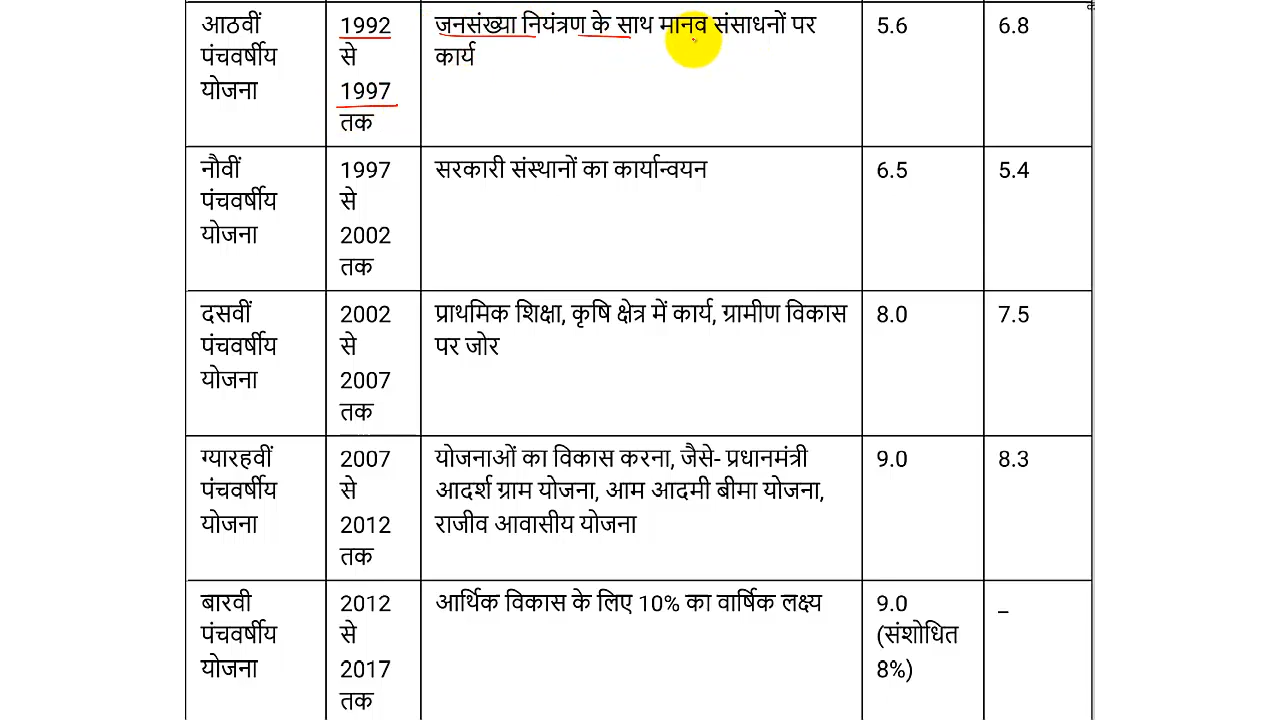 आठवीं
पंचवर्षीय
योजना
1992
से
1997
तक
जनसंख्या नियंत्रण के साथ मानव संसाधनों पर
कार्य
5.6
6.8
नौवीं
पंचवर्षीय
योजना
1997
से
2002
तक
सरकारी संस्थानों का कार्यान्वयन
6.5
5.4
दसवीं
पंचवर्षीय
योजना
2002
से
2007
तक
प्राथमिक शिक्षा, कृषि क्षेत्र में कार्य, ग्रामीण विकास
पर जोर
8.0
7.5
ग्यारहवीं
पंचवर्षीय
योजना
2007
से
2012
तक
योजनाओं का विकास करना, जैसे- प्रधानमंत्री
आदर्श ग्राम योजना, आम आदमी बीमा योजना,
राजीव आवासीय योजना
9.0
8.3
बारवी
पंचवर्षीय
योजना
2012
से
2017
तक
आर्थिक विकास के लिए 10% का वार्षिक लक्ष्य
9.0
(संशोधित
8%)
_